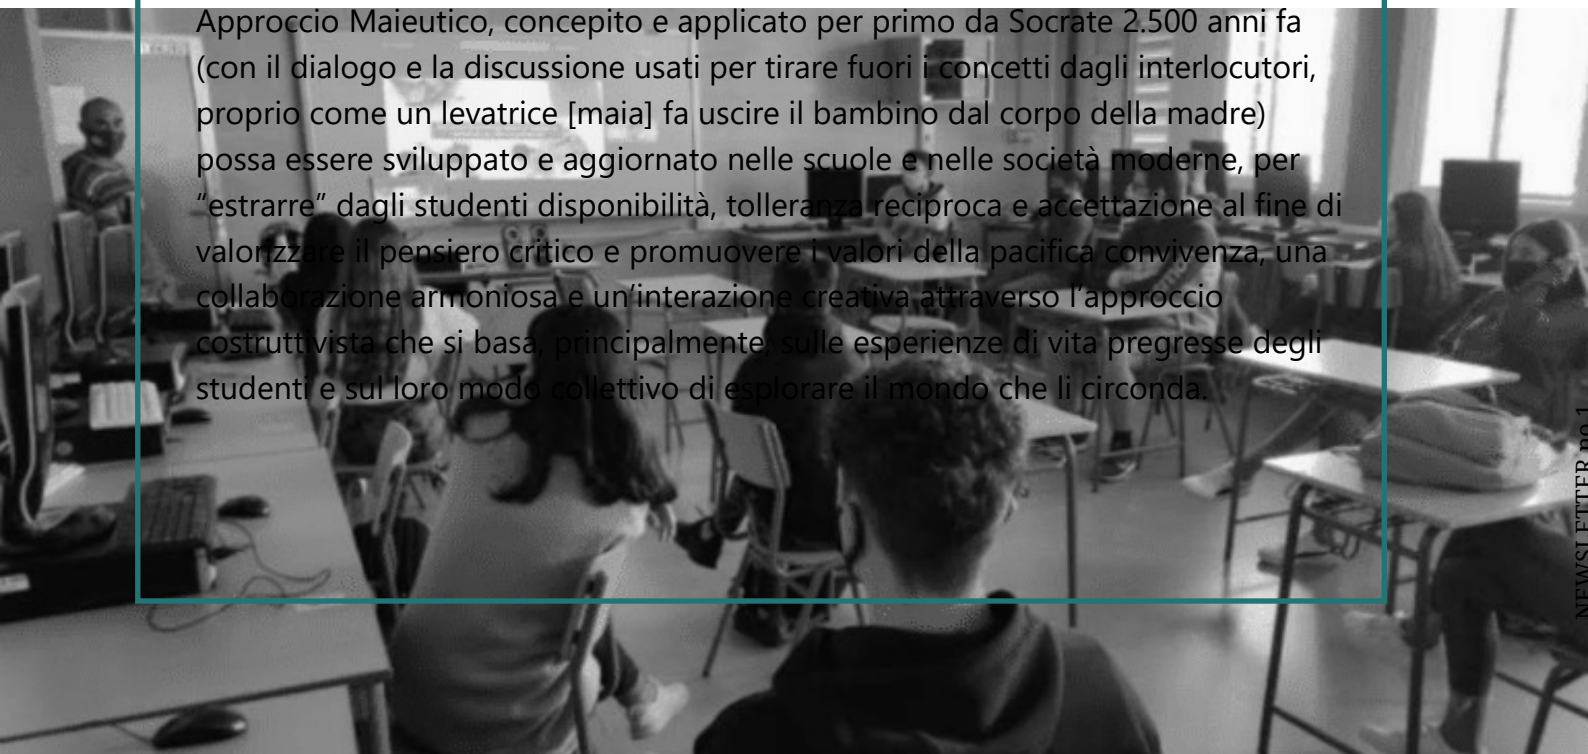 Approccio Maieutico, concepito e applicato per primo da Socrate 2.500 anni fa
(con il dialogo e la discussione usati per tirare fuori i concetti dagli interlocutori,
proprio come un levatrice [maia] fa uscire il bambino dal corpo della madre)
possa essere sviluppato e aggiornato nelle scuole e nelle società moderne, per
“estrarre” dagli studenti disponibilità, tolleranza reciproca e accettazione al fine di
valorizzare il pensiero critico e promuovere i valori della pacifica convivenza, una
collaborazione armoniosa e un’interazione creativa attraverso l’approccio
costruttivista che si basa, principalmente, sulle esperienze di vita pregresse degli
studenti e sul loro modo collettivo di esplorare il mondo che li circonda.
NEWSLETTER no 1